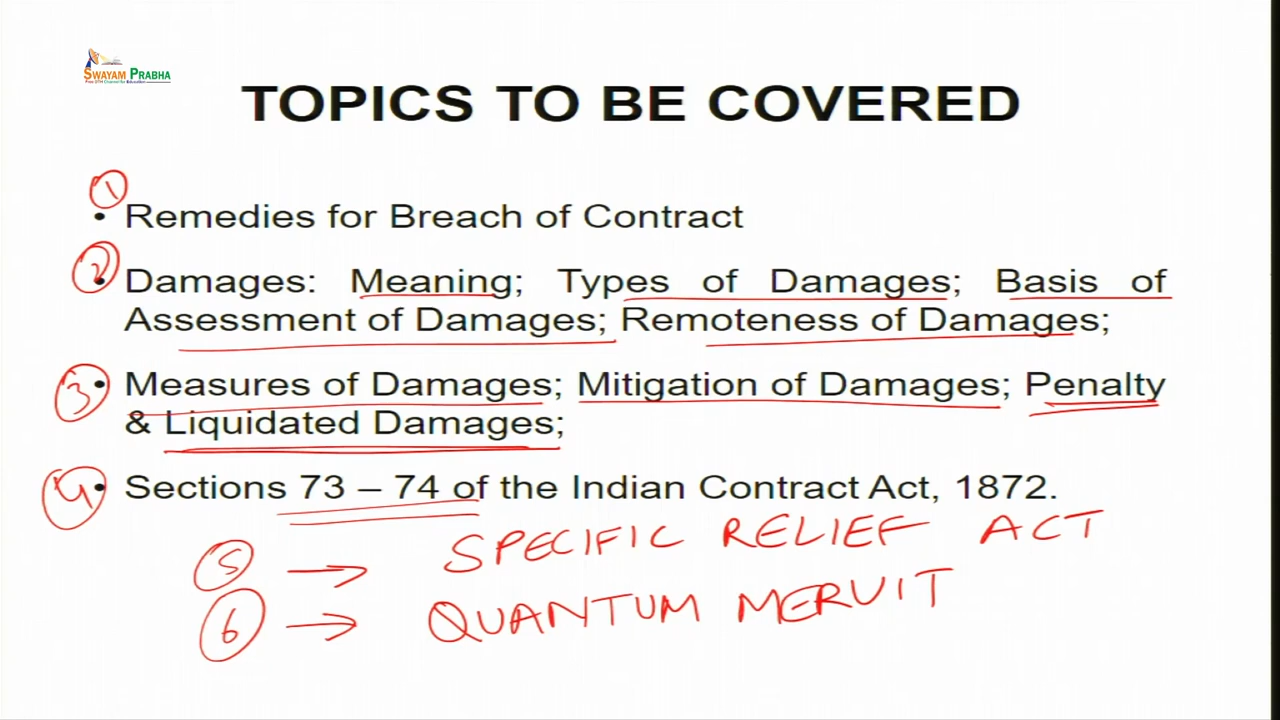 SWAYAM PRABHA
TOPICS TO BE COVERED
①
• Remedies for Breach of Contract
②
• Damages: Meaning; Types of Damages; Basis of
Assessment of Damages; Remoteness of Damages;
③
• Measures of Damages; Mitigation of Damages; Penalty
& Liquidated Damages;
④
• Sections 73 – 74 of the Indian Contract Act, 1872.
⑤ → SPECIFIC RELIEF ACT
⑥ → QUANTUM MERUIT